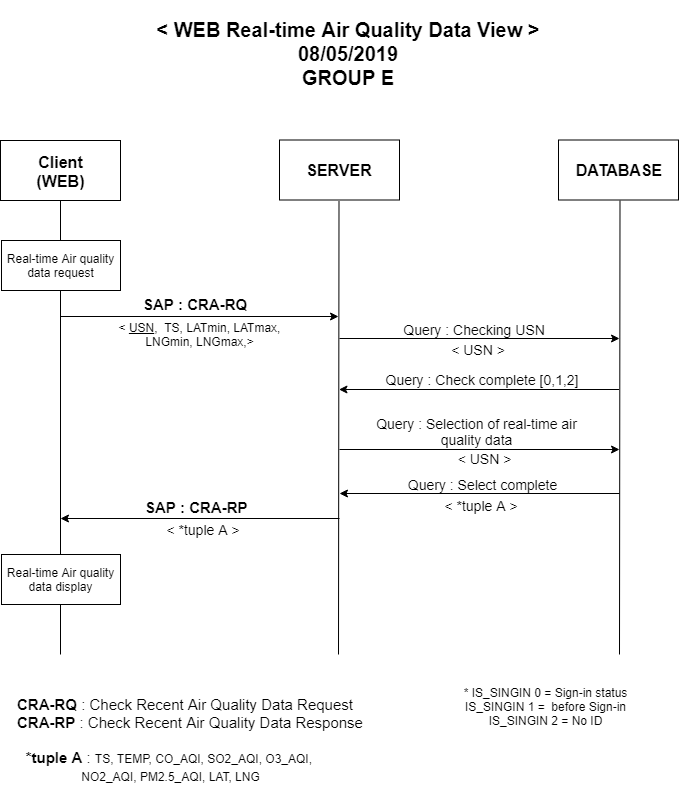 < WEB Real-time Air Quality Data View >
08/05/2019
GROUP E
Client
(WEB)
SERVER
DATABASE
Real-time Air quality
data request
SAP : CRA-RQ
< USN, TS, LATmin, LATmax,
LNGmin, LNGmax,>
Query : Checking USN
< USN >
Query : Check complete [0,1,2]
Query : Selection of real-time air
quality data
< USN >
Query : Select complete
< *tuple A >
SAP : CRA-RP
< *tuple A >
Real-time Air quality
data display
* IS_SINGIN 0 = Sign-in status
IS_SINGIN 1 = before Sign-in
IS_SINGIN 2 = No ID
CRA-RQ : Check Recent Air Quality Data Request
CRA-RP : Check Recent Air Quality Data Response
*tuple A : TS, TEMP, CO_AQI, SO2_AQI, O3_AQI,
NO2_AQI, PM2.5_AQI, LAT, LNG